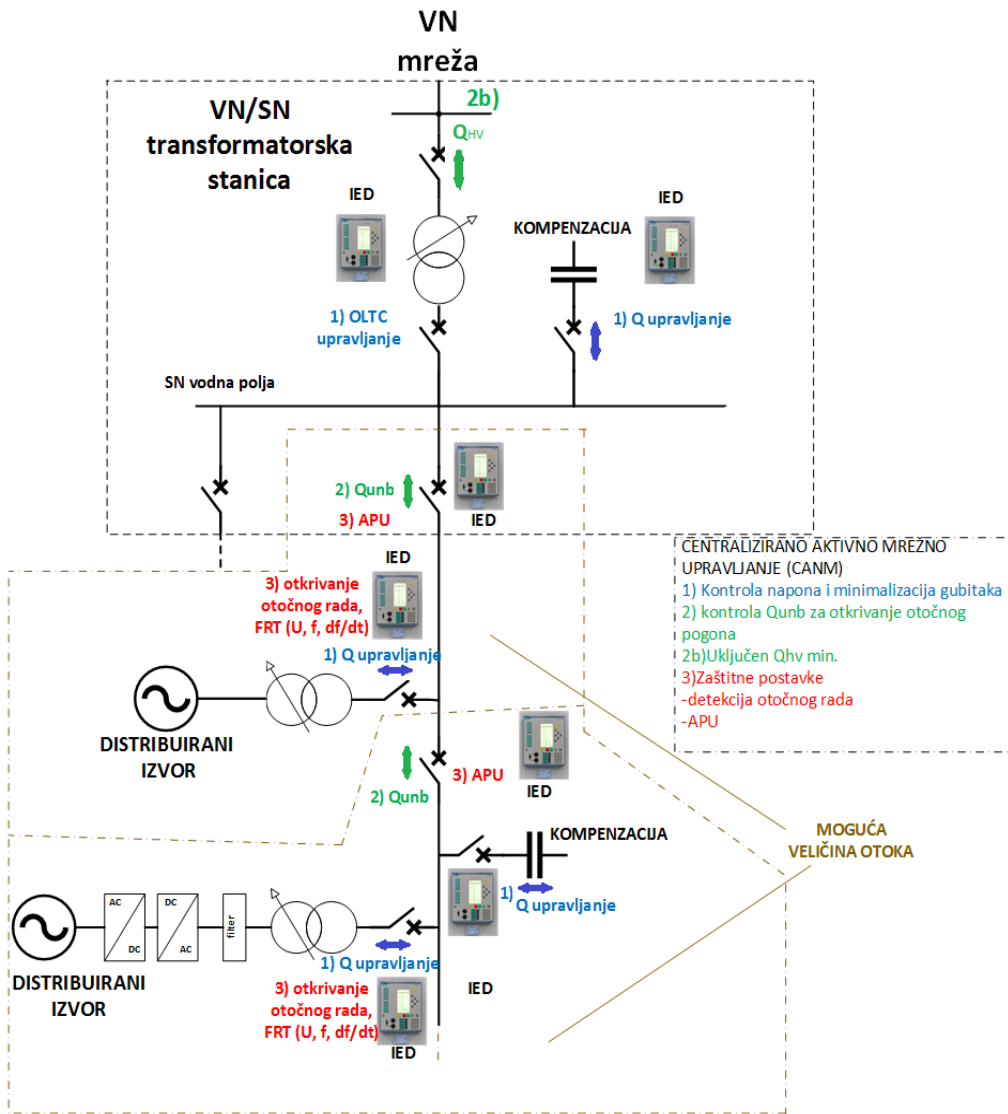 VN
mreža
2b)
VN/SN
transformatorska
stanica
QHV
IED
IED
KOMPENZACIJA
1) OLTC
upravljanje
1) Q upravljanje
SN vodna polja
2) Qunb
3) APU
IED
IED
3) otkrivanje
otočnog rada,
FRT (U, f, df/dt)
1) Q upravljanje
CENTRALIZIRANO AKTIVNO MREŽNO
UPRAVLJANJE (CANM)
1) Kontrola napona i minimalizacija gubitaka
2) kontrola Qunb za otkrivanje otočnog
pogona
2b)Uključen Qhv min.
3)Zaštitne postavke
-detekcija otočnog rada
-APU
DISTRIBUIRANI
IZVOR
3) APU
IED
2) Qunb
MOGUĆA
VELIČINA OTOKA
KOMPENZACIJA
1)
Q upravljanje
AC
DC
DC
AC
filter
1) Q upravljanje
DISTRIBUIRANI
IZVOR
3) otkrivanje
otočnog rada,
FRT (U, f, df/dt)
IED
IED